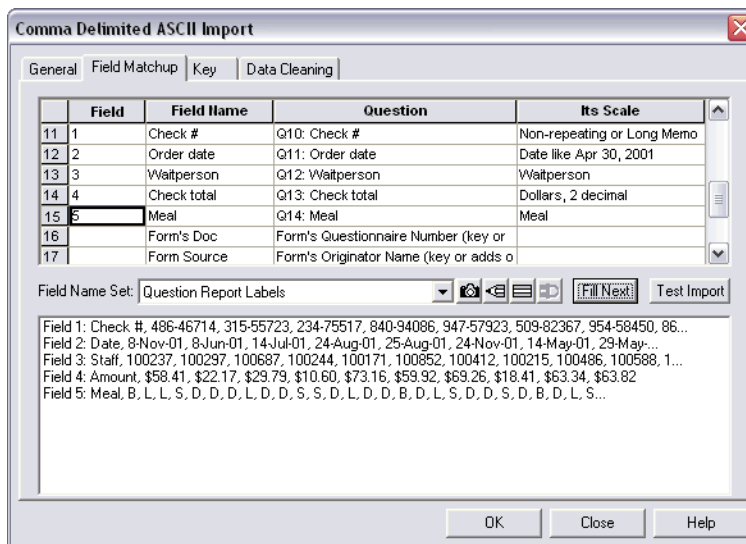 Comma Delimited ASCII Import
General Field Matchup Key Data Cleaning
Field Field Name Question Its Scale
11 1 Check # Q10: Check # Non-repeating or Long Memo
12 2 Order date Q11: Order date Date like Apr 30, 2001
13 3 Waitperson Q12: Waitperson Waitperson
14 4 Check total Q13: Check total Dollars, 2 decimal
15 5 Meal Q14: Meal Meal
16 Form's Doc Form's Questionnaire Number (key or
17 Form Source Form's Originator Name (key or adds o
Field Name Set: Question Report Labels Fill Next Test Import
Field 1: Check #, 486-46714, 315-55723, 234-75517, 840-94086, 947-57923, 509-82367, 954-58450, 86...
Field 2: Date, 8-Nov-01, 8-Jun-01, 14-Jul-01, 24-Aug-01, 25-Aug-01, 24-Nov-01, 14-May-01, 29-May-...
Field 3: Staff, 100237, 100297, 100687, 100244, 100171, 100852, 100412, 100215, 100486, 100588, 1...
Field 4: Amount, $58.41, $22.17, $29.79, $10.60, $73.16, $59.92, $69.26, $18.41, $63.34, $63.82
Field 5: Meal, B, L, L, S, D, D, D, L, D, D, S, S, D, L, D, D, B, D, L, S, D, D, S, D, B, D, L, S...
OK Close Help